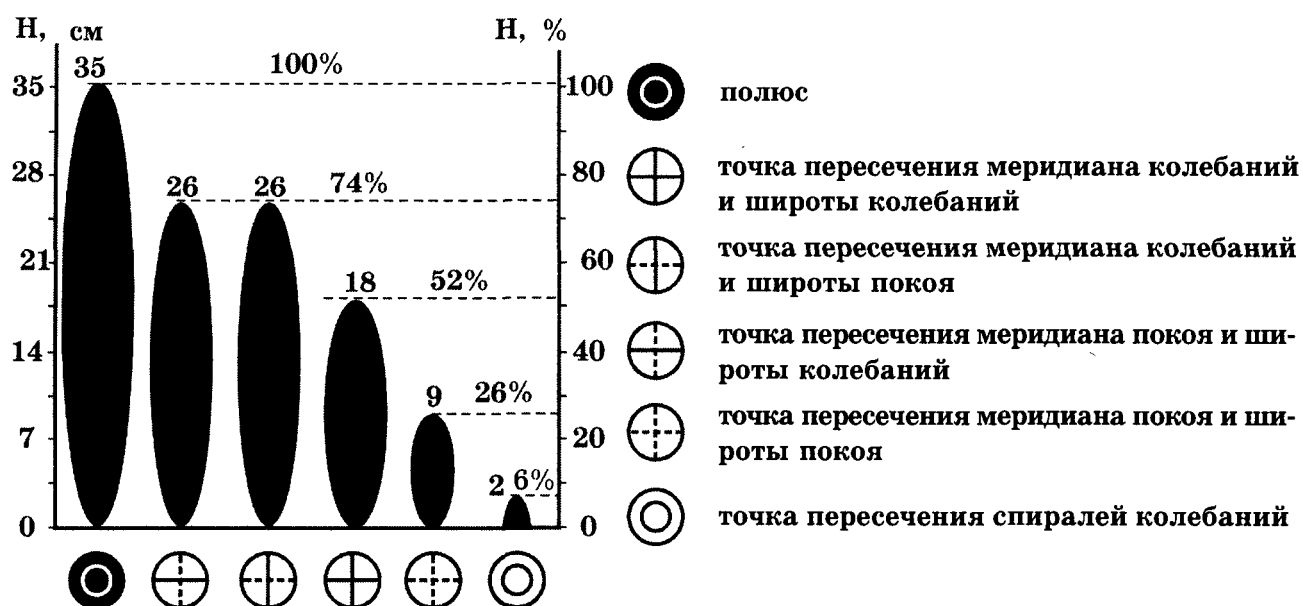 Н, см
Н, %
35
100%
35
100
28
26
26
74%
80
21
18
52%
60
14
9
26%
40
7
20
2
6%
0
0
полюс
точка пересечения меридиана колебаний
и широты колебаний
точка пересечения меридиана колебаний
и широты покоя
точка пересечения меридиана покоя и ши-
роты колебаний
точка пересечения меридиана покоя и ши-
роты покоя
точка пересечения спиралей колебаний